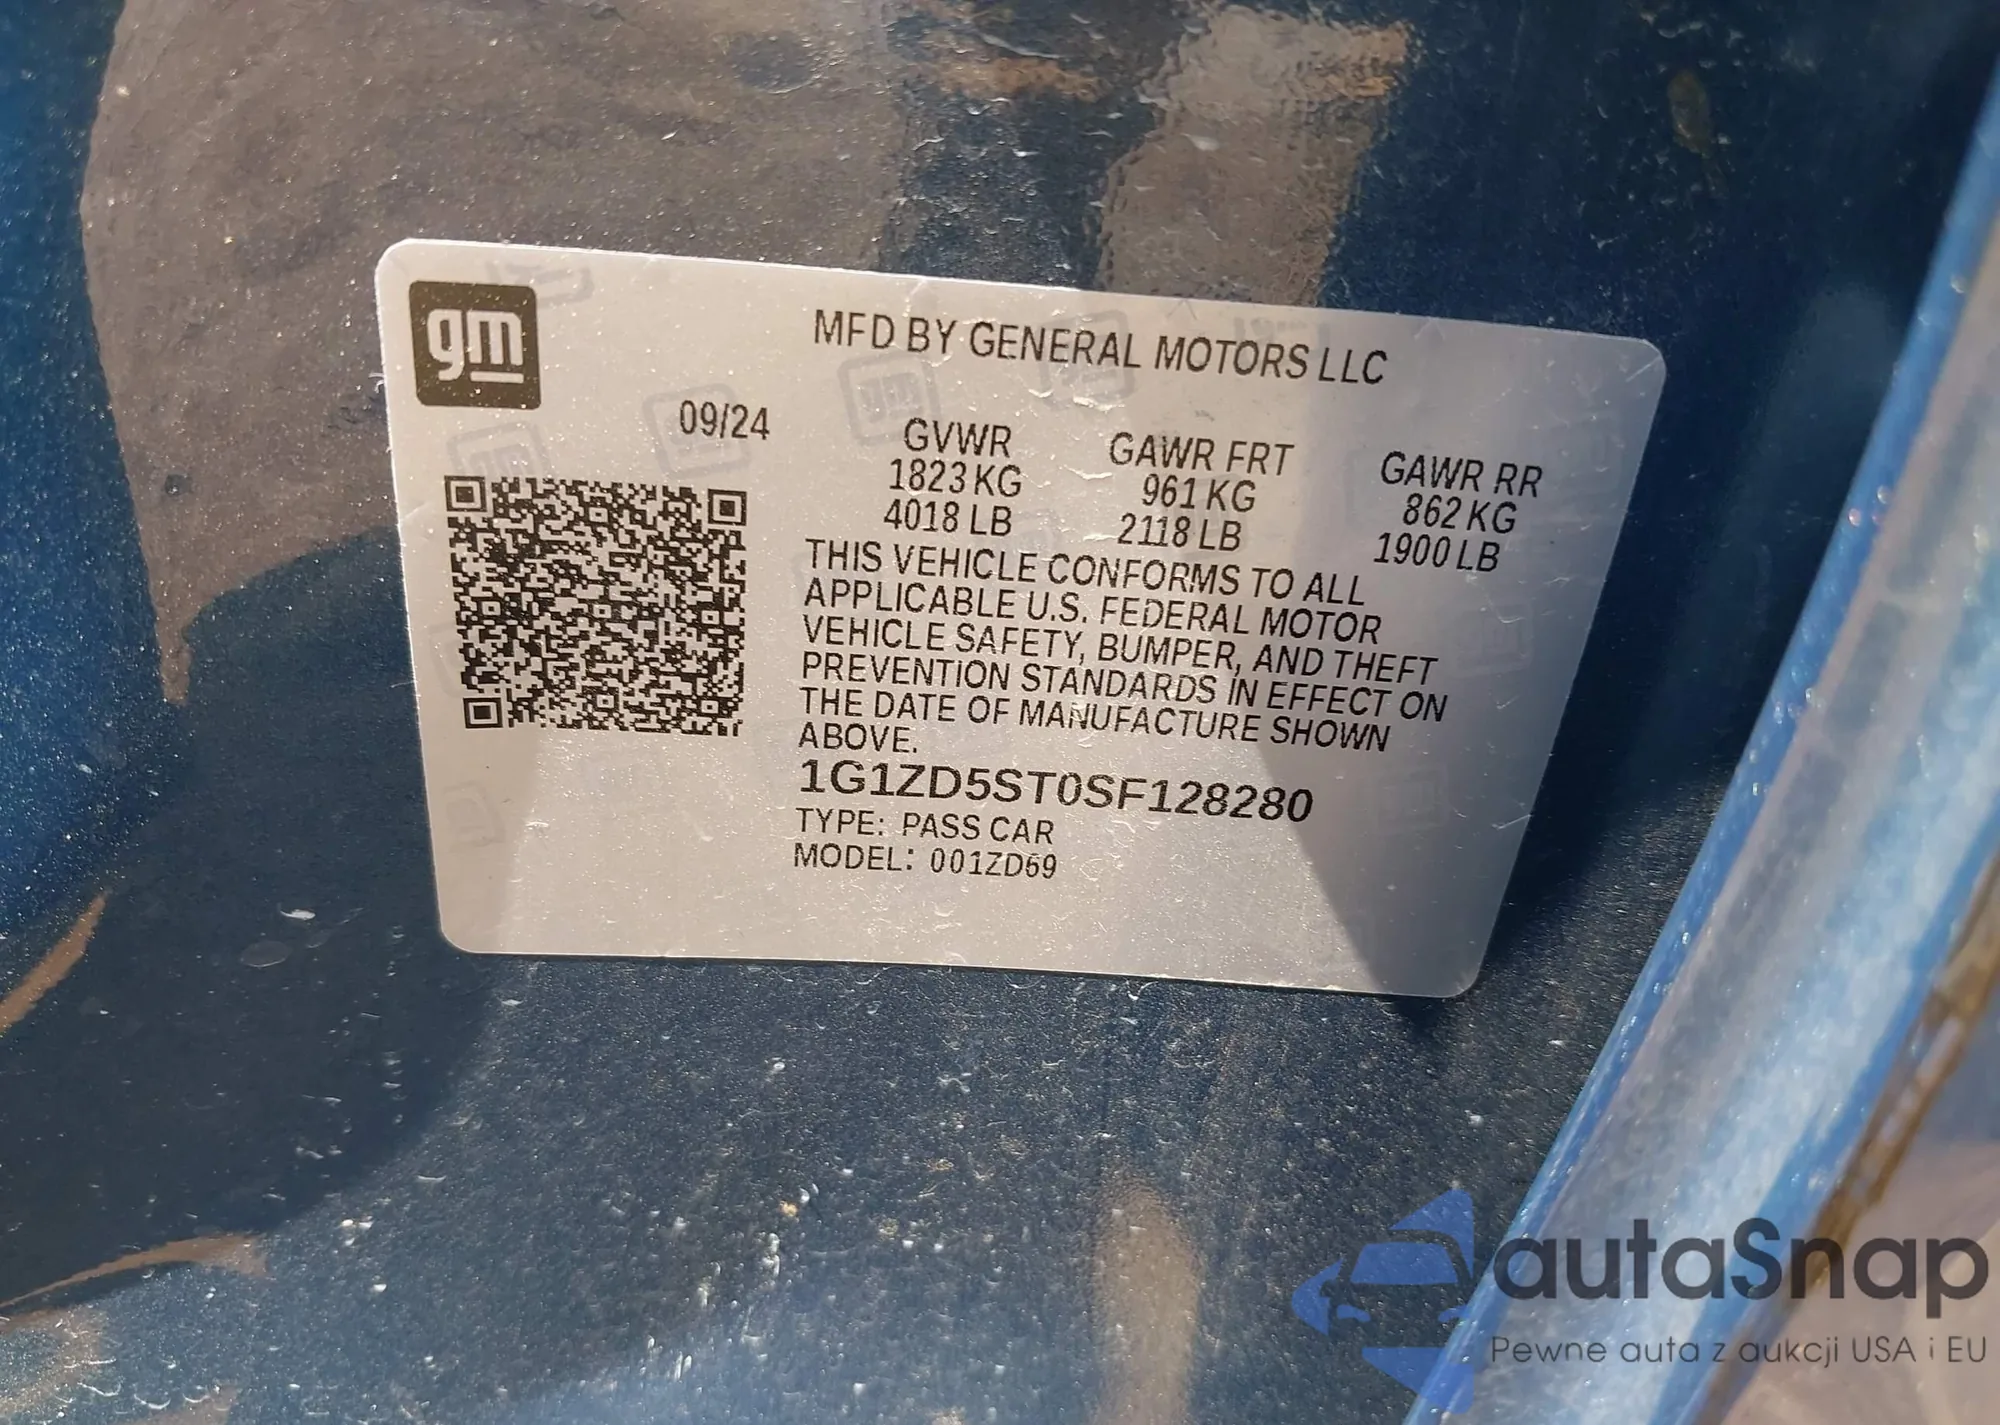 gm
MFD BY GENERAL MOTORS LLC
09/24
GVWR GAWR FRT GAWR RR
1823 KG 961 KG 862 KG
4018 LB 2118 LB 1900 LB
THIS VEHICLE CONFORMS TO ALL
APPLICABLE U.S. FEDERAL MOTOR
VEHICLE SAFETY, BUMPER, AND THEFT
PREVENTION STANDARDS IN EFFECT ON
THE DATE OF MANUFACTURE SHOWN
ABOVE.
1G1ZD5ST0SF128280
TYPE: PASS CAR
MODEL: 001ZD69
autaSnap
Pewne auta z aukcji USA i EU